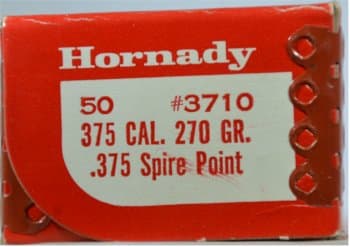 Hornady
50 #3710
375 CAL. 270 GR.
.375 Spire Point